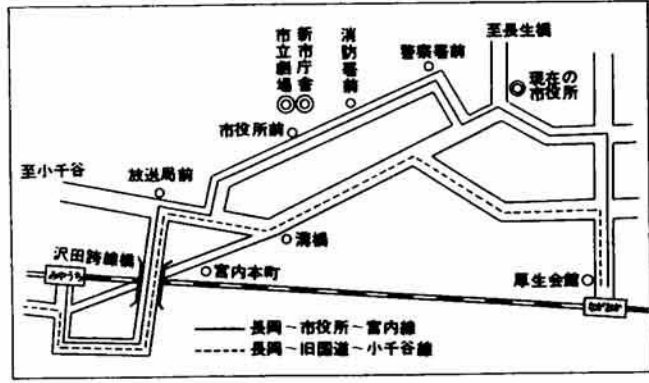 至長生橋
現在の
市役所
警察署前
消防署前
新市庁舎
市立劇場
市役所前
至小千谷
放送局前
沢田跨線橋
みやうち
宮内本町
溝橋
厚生会館
ながおか
長岡～市役所～宮内線
長岡～旧国道～小千谷線